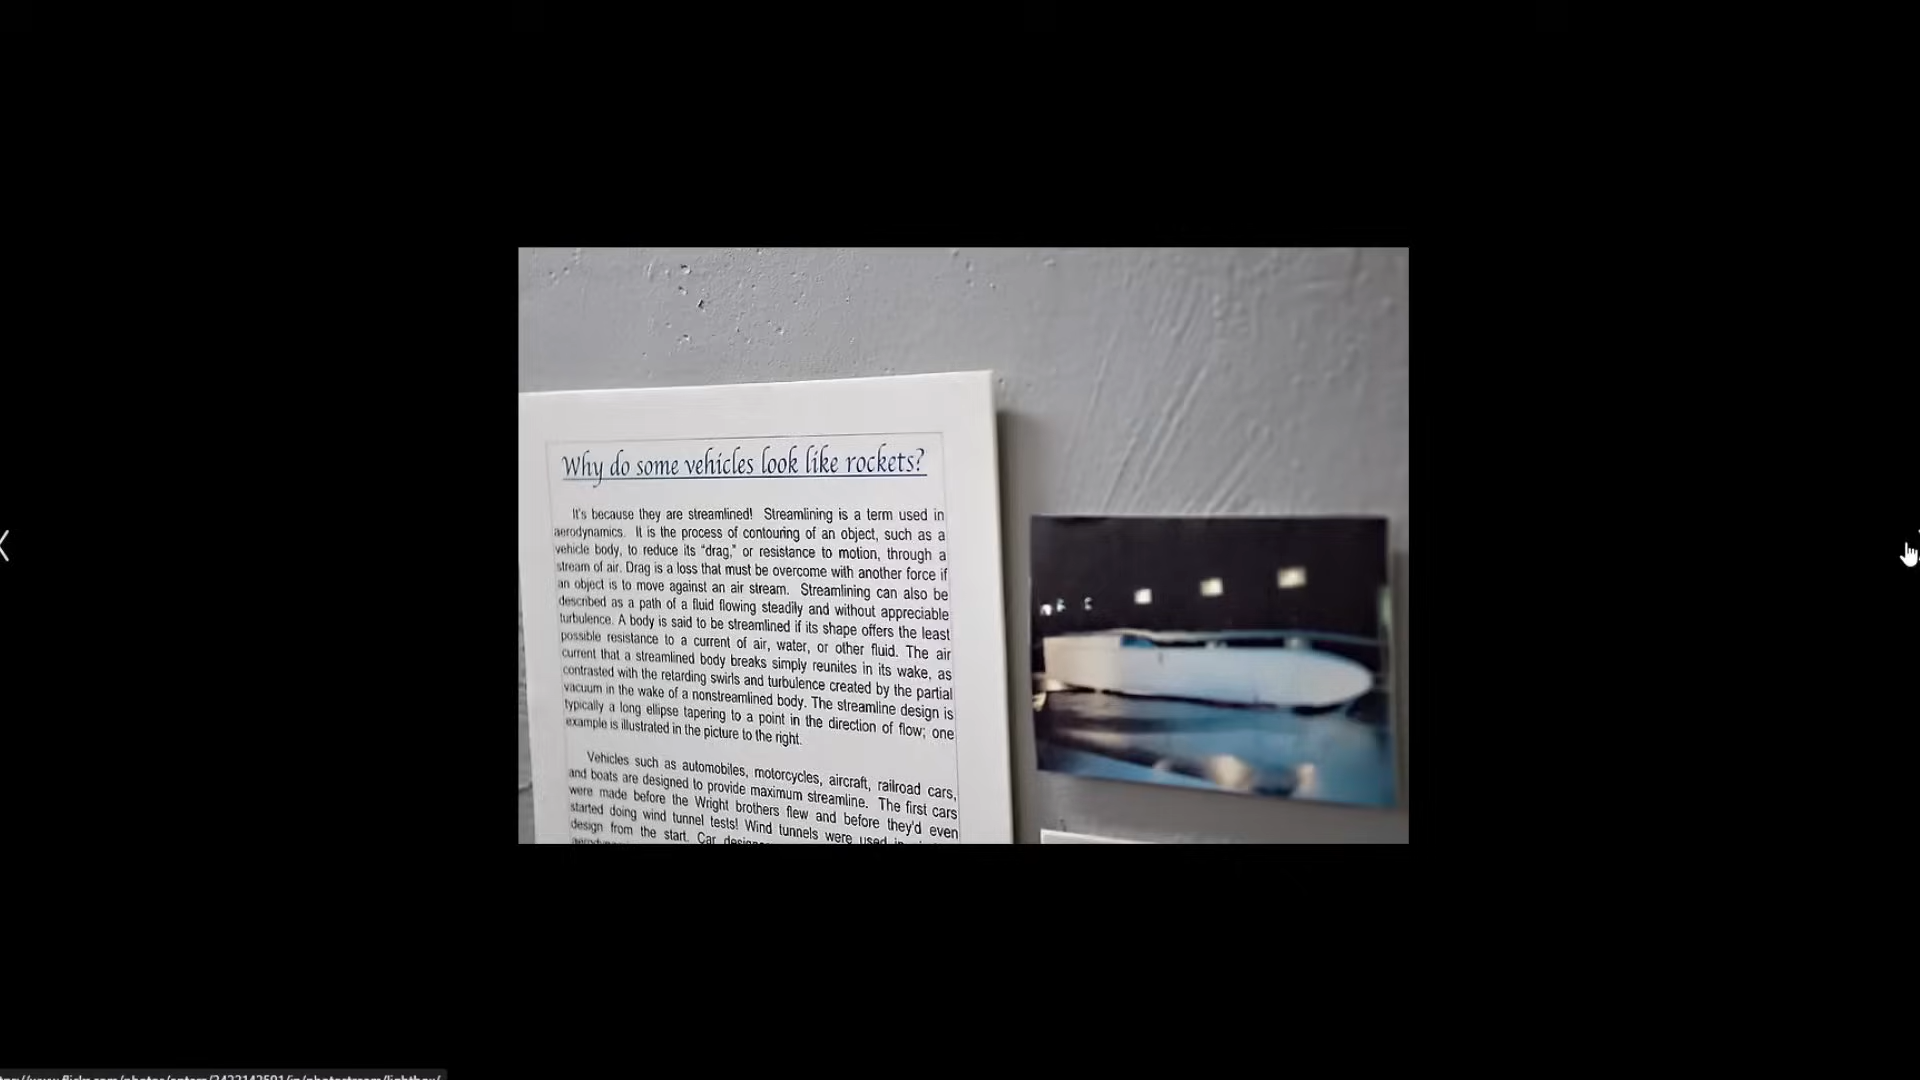 Why do some vehicles look like rockets?
It's because they are streamlined! Streamlining is a term used in
aerodynamics. It is the process of contouring of an object, such as a
vehicle body, to reduce its "drag," or resistance to motion, through a
stream of air. Drag is a loss that must be overcome with another force if
an object is to move against an air stream. Streamlining can also be
described as a path of a fluid flowing steadily and without appreciable
turbulence. A body is said to be streamlined if its shape offers the least
possible resistance to a current of air, water, or other fluid. The air
current that a streamlined body breaks simply reunites in its wake, as
contrasted with the retarding swirls and turbulence created by the partial
vacuum in the wake of a nonstreamlined body. The streamline design is
typically a long ellipse tapering to a point in the direction of flow; one
example is illustrated in the picture to the right.
Vehicles such as automobiles, motorcycles, aircraft, railroad cars,
and boats are designed to provide maximum streamline. The first cars
were made before the Wright brothers flew and before they'd even
started doing wind tunnel tests! Wind tunnels were used in
design from the start. Car